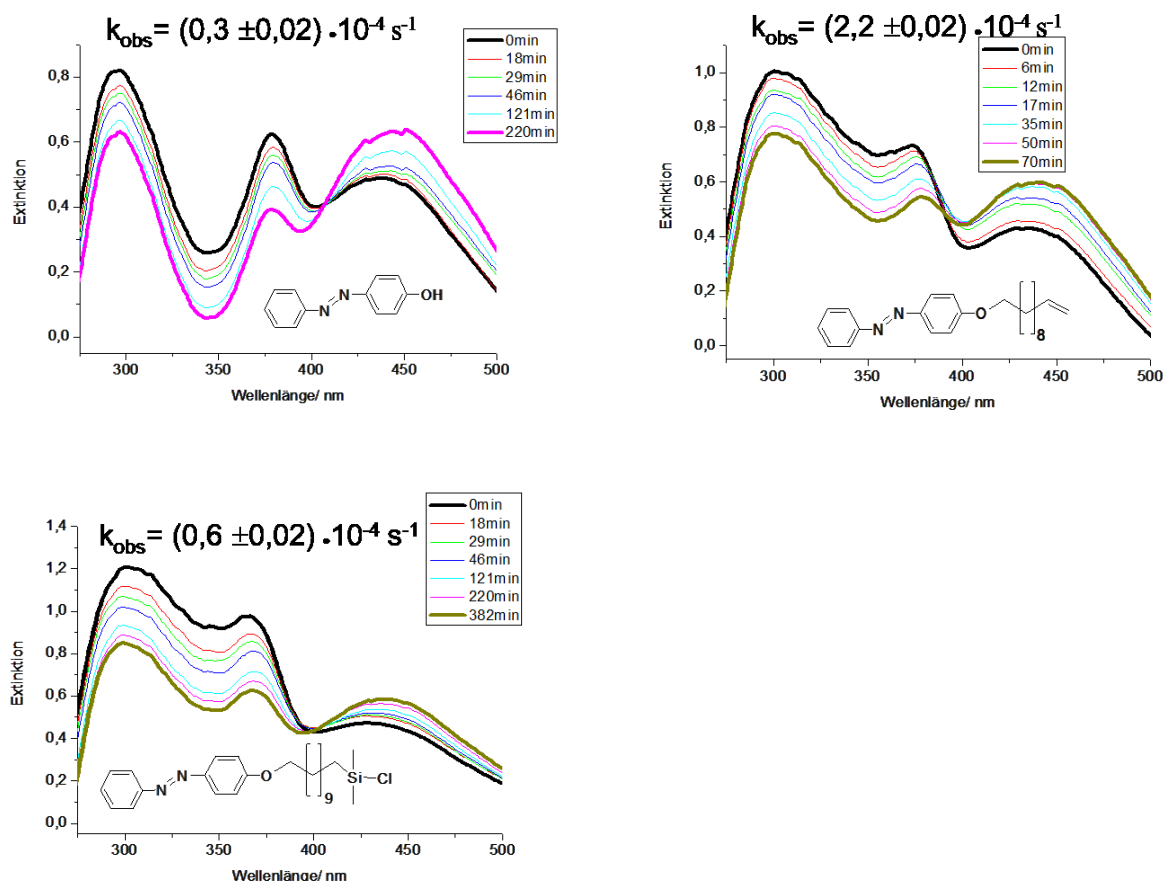 k_obs= (0,3 ±0,02) •10⁻⁴ s⁻¹
0min
18min
29min
46min
121min
220min
0,8
0,6
0,4
0,2
0,0
Extinktion
N
N
OH
300 350 400 450 500
Wellenlänge/ nm
k_obs= (2,2 ±0,02) •10⁻⁴ s⁻¹
0min
6min
12min
17min
35min
50min
70min
1,0
0,8
0,6
0,4
0,2
0,0
Extinktion
N
N
O
8
300 350 400 450 500
Wellenlänge/ nm
k_obs= (0,6 ±0,02) •10⁻⁴ s⁻¹
0min
18min
29min
46min
121min
220min
382min
1,4
1,2
1,0
0,8
0,6
0,4
0,2
0,0
Extinktion
N
N
O
9
Si
Cl
300 350 400 450 500
Wellenlänge/ nm